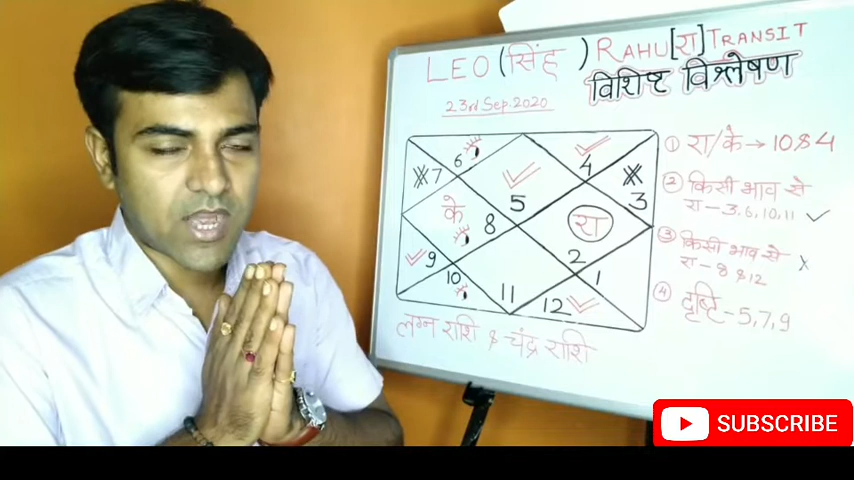 LEO (सिंह) RAHU[रा] TRANSIT
विशिष्ट विश्लेषण
23rd Sep. 2020
6
7
5
4
3
के
8
रा
2
9
10
11
12
1
लग्न राशि & चंद्र राशि
① रा/के → 10 & 4
② किसी भाव से
रा - 3, 6, 10, 11 ✓
③ किसी भाव से
रा - 8 & 12 X
④ दृष्टि - 5, 7, 9
SUBSCRIBE